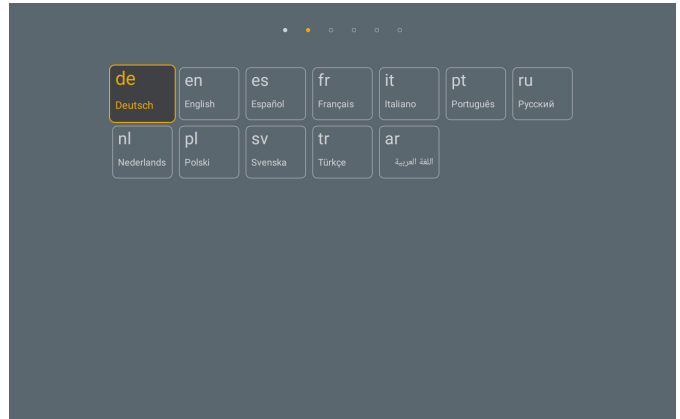 de
Deutsch
en
English
es
Español
fr
Français
it
Italiano
pt
Português
ru
Русский
nl
Nederlands
pl
Polski
sv
Svenska
tr
Türkçe
ar
اللغة العربية